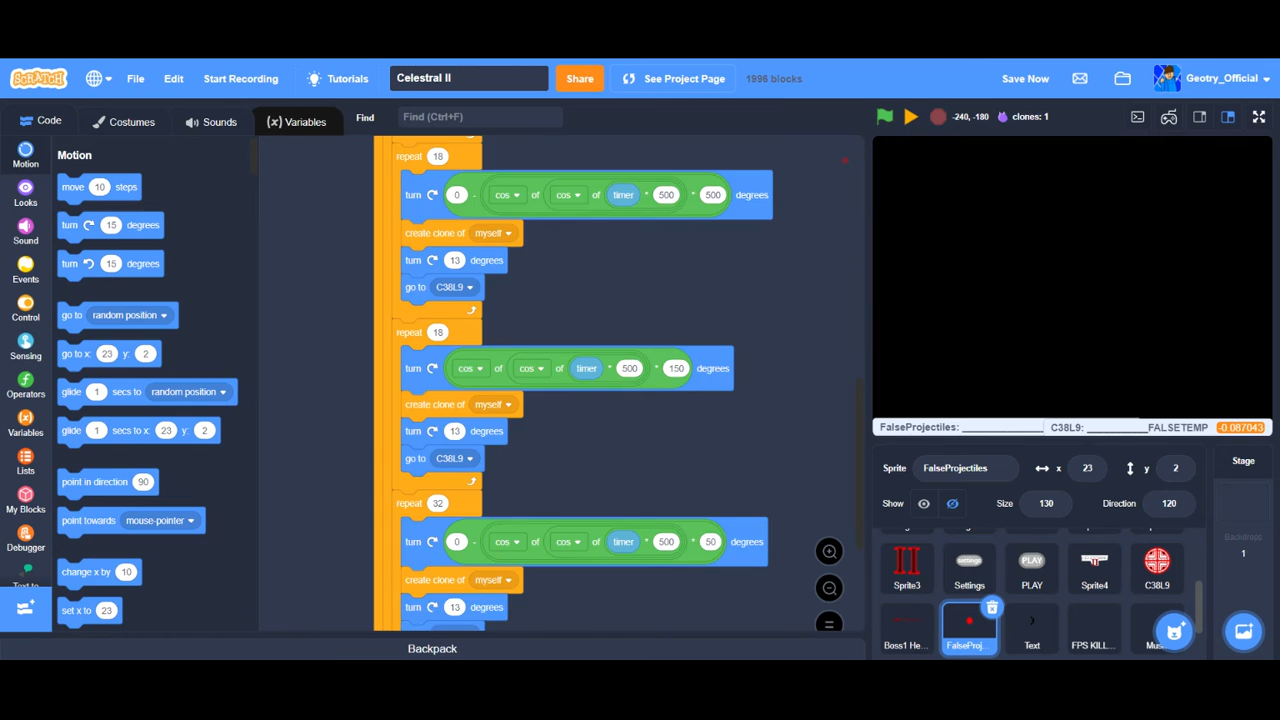 SCRATCH File Edit Start Recording Tutorials Celestral II Share See Project Page 1996 blocks Save Now Geotry_Official
Code Costumes Sounds (x) Variables Find Find (Ctrl+F) -240, -180 clones: 1
Motion
Looks
Sound
Events
Control
Sensing
Operators
Variables
Lists
My Blocks
Debugger
Motion
move 10 steps
turn 15 degrees
turn 15 degrees
go to random position
go to x: 23 y: 2
glide 1 secs to random position
glide 1 secs to x: 23 y: 2
point in direction 90
point towards mouse-pointer
change x by 10
set x to 23
repeat 18
turn 0 - cos of cos of timer * 500 * 500 degrees
create clone of myself
turn 13 degrees
go to C38L9
repeat 18
turn cos of cos of timer * 500 * 150 degrees
create clone of myself
turn 13 degrees
go to C38L9
repeat 32
turn 0 - cos of cos of timer * 500 * 50 degrees
create clone of myself
turn 13 degrees
Backpack
FalseProjectiles: ___________ C38L9: _________FALSETEMP -0.087043
Sprite FalseProjectiles x 23 y 2
Show Size 130 Direction 120
Stage
Backdrops
1
Sprite3 Settings PLAY Sprite4 C38L9
settings PLAY
Boss1 He... FalseProj... Text FPS KILL...